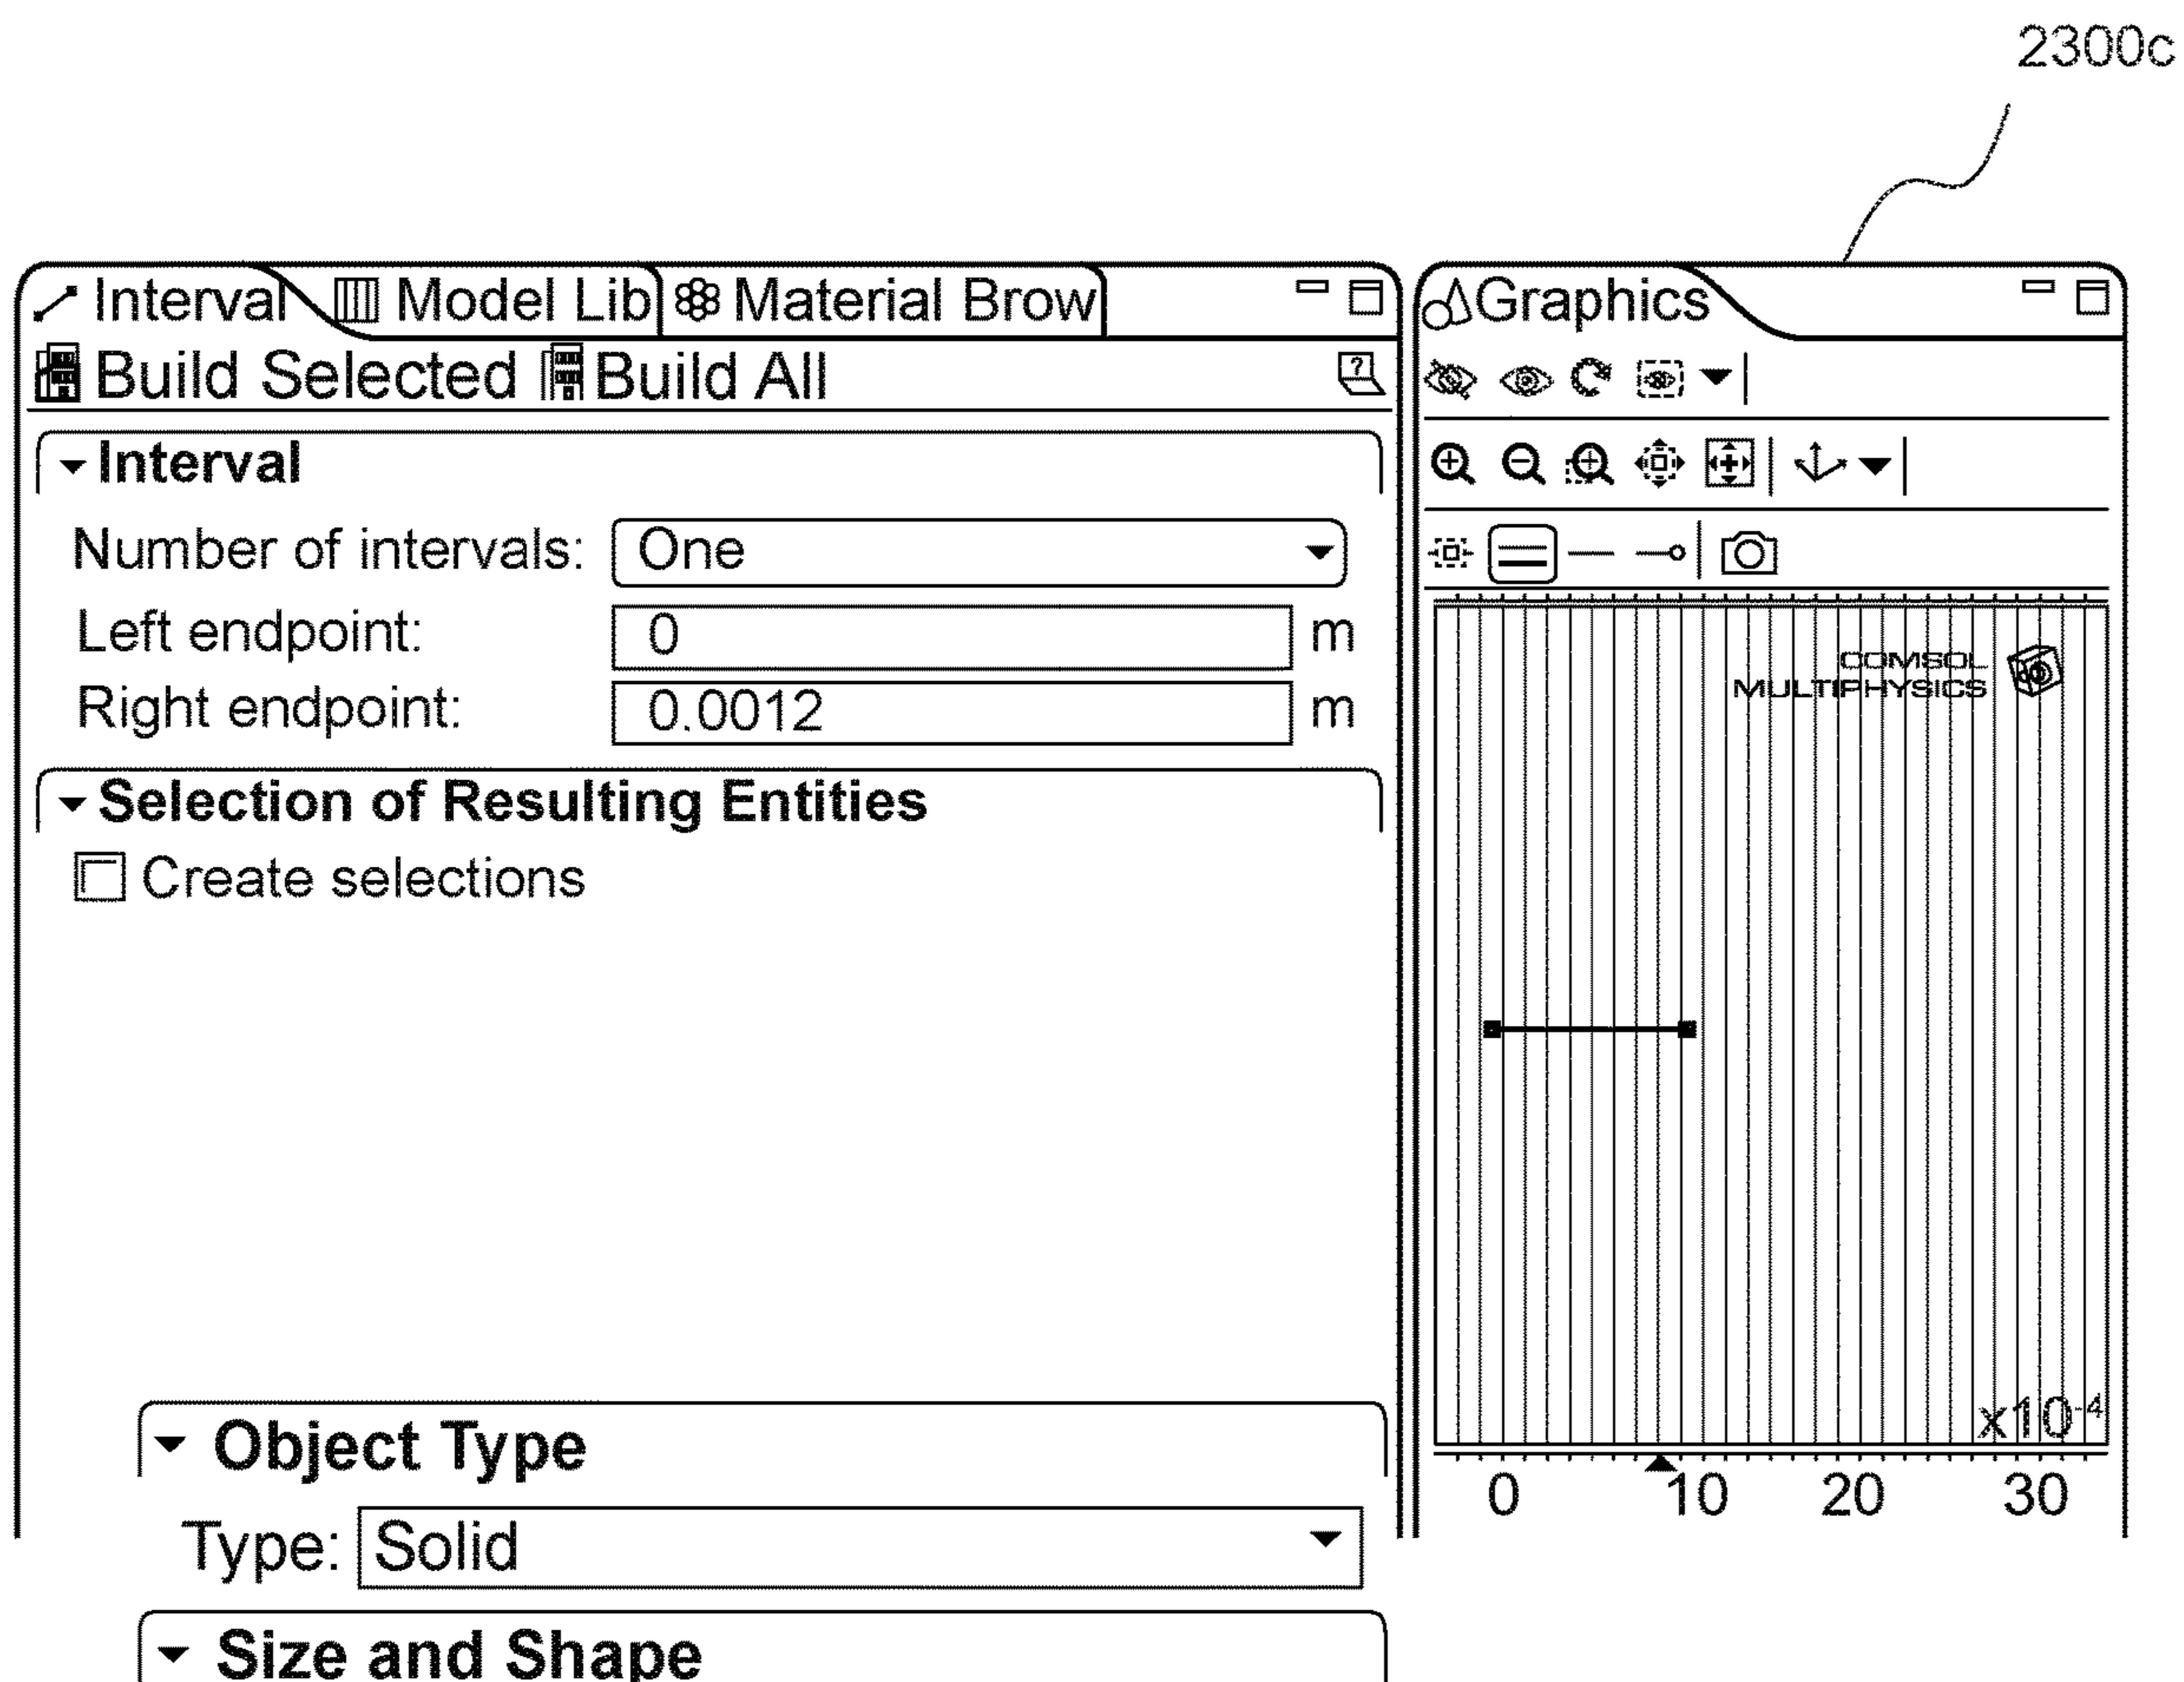 2300c
Interval Model Lib Material Brow
Build Selected Build All ?
Interval
Number of intervals: One
Left endpoint: 0 m
Right endpoint: 0.0012 m
Selection of Resulting Entities
Create selections
Object Type
Type: Solid
Size and Shape
Graphics
COMSOL
MULTIPHYSICS
x10-4
0 10 20 30